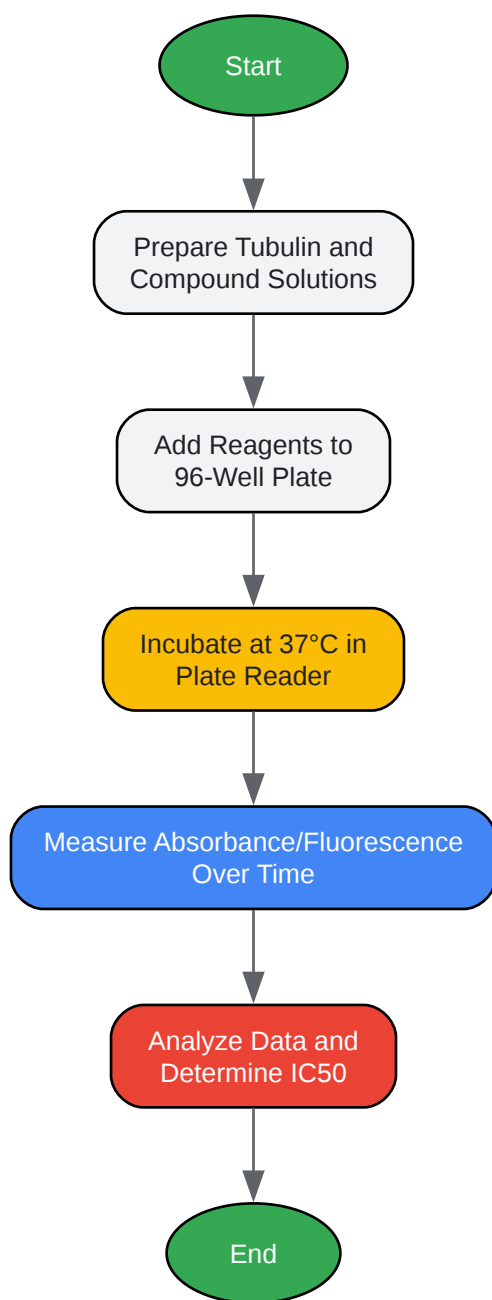 Start
Prepare Tubulin and
Compound Solutions
Add Reagents to
96-Well Plate
Incubate at 37°C in
Plate Reader
Measure Absorbance/Fluorescence
Over Time
Analyze Data and
Determine IC50
End